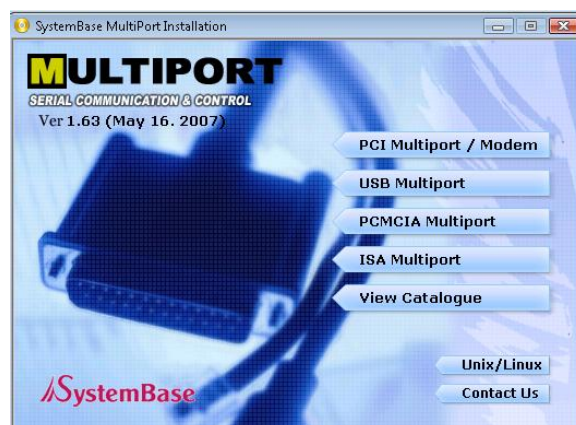 SystemBase MultiPort Installation
MULTIPORT
SERIAL COMMUNICATION & CONTROL
Ver 1.63 (May 16. 2007)
PCI Multiport / Modem
USB Multiport
PCMCIA Multiport
ISA Multiport
View Catalogue
Unix/Linux
Contact Us
SystemBase